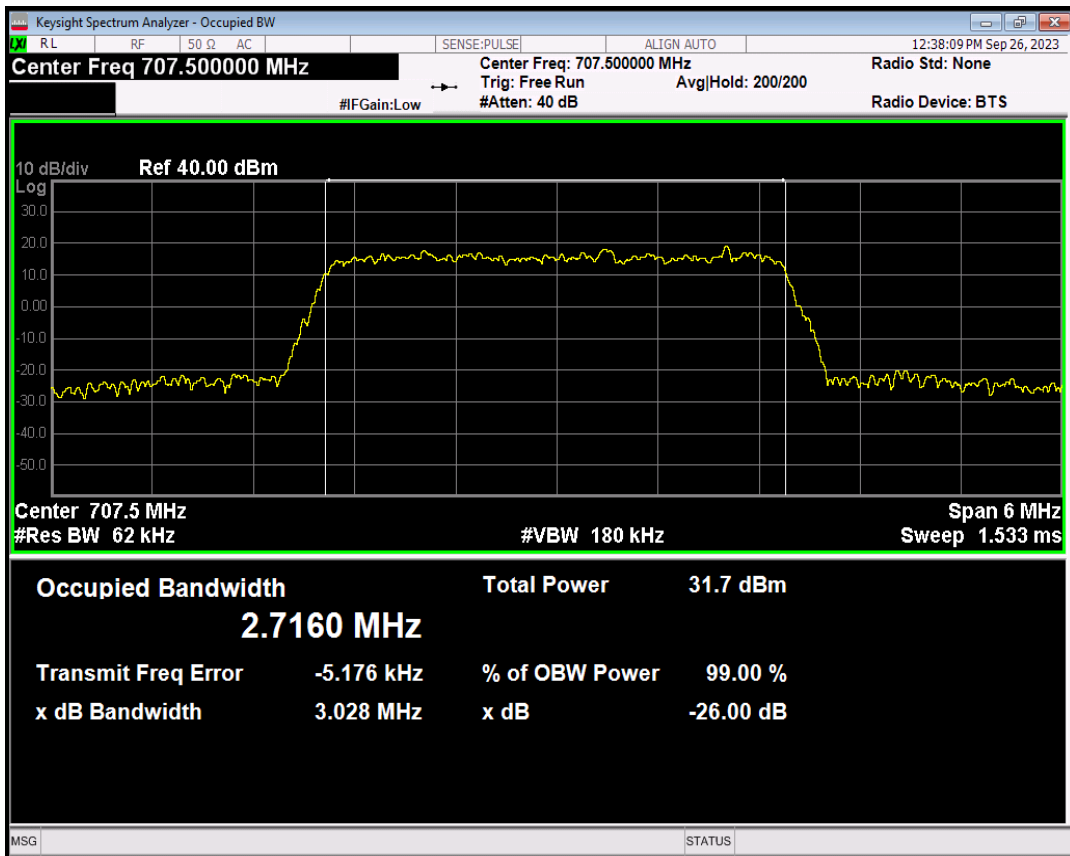 Keysight Spectrum Analyzer - Occupied BW
LXI RL RF 50 Ω AC SENSE:PULSE ALIGN AUTO 12:38:09 PM Sep 26, 2023
Center Freq 707.500000 MHz Center Freq: 707.500000 MHz Radio Std: None
Trig: Free Run Avg|Hold: 200/200
#IFGain:Low #Atten: 40 dB Radio Device: BTS
10 dB/div Ref 40.00 dBm
Log
30.0
20.0
10.0
0.00
-10.0
-20.0
-30.0
-40.0
-50.0
Center 707.5 MHz Span 6 MHz
#Res BW 62 kHz #VBW 180 kHz Sweep 1.533 ms
Occupied Bandwidth Total Power 31.7 dBm
2.7160 MHz
Transmit Freq Error -5.176 kHz % of OBW Power 99.00 %
x dB Bandwidth 3.028 MHz x dB -26.00 dB
MSG STATUS